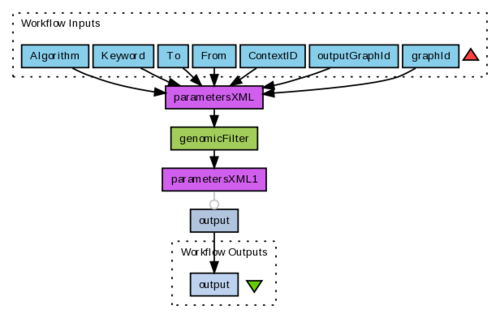 Workflow Inputs
Algorithm Keyword To From ContextID outputGraphId graphId
parametersXML
genomicFilter
parametersXML1
output
Workflow Outputs
output